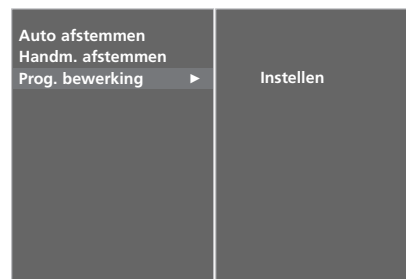 Auto afstemmen
Handm. afstemmen
Prog. bewerking ► Instellen